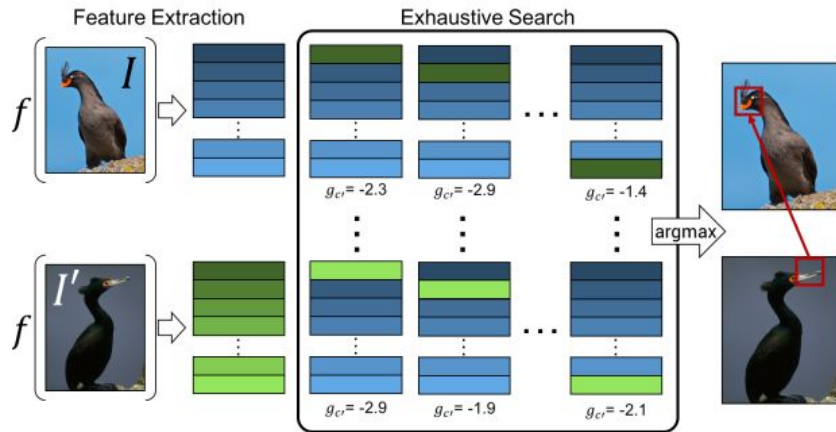 Feature Extraction
Exhaustive Search
f
I
g_{c'}= -2.3
g_{c'}= -2.9
g_{c'}= -1.4
...
argmax
f
I'
...
g_{c'}= -2.9
g_{c'}= -1.9
g_{c'}= -2.1